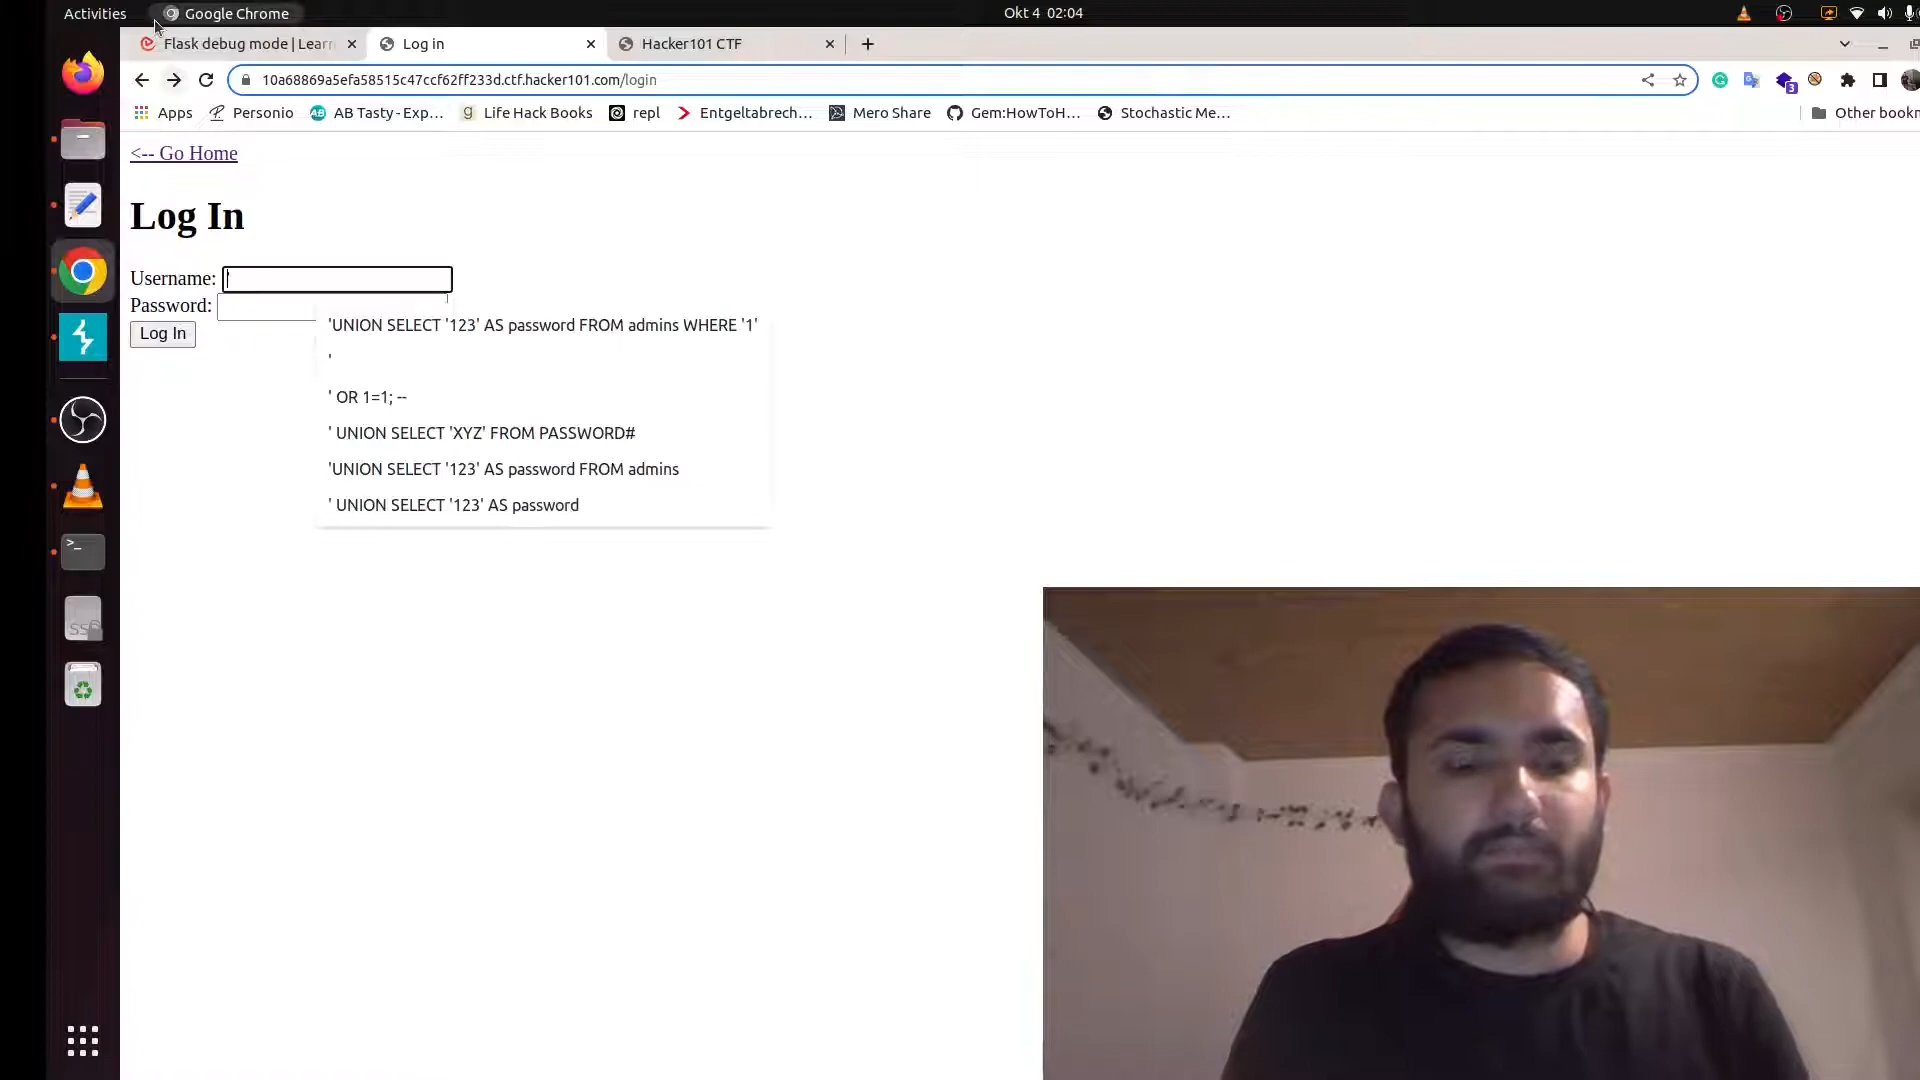 Activities
Google Chrome
Okt 4 02:04
Flask debug mode | Lear
Log in
Hacker101 CTF
10a68869a5efa58515c47ccf62ff233d.ctf.hacker101.com/login
3
Apps
Personio
AB Tasty - Exp...
Life Hack Books
repl
Entgeltabrech...
Mero Share
Gem:HowToH...
Stochastic Me...
Other bookm
<-- Go Home
Log In
Username: '
Password:
Log In
'UNION SELECT '123' AS password FROM admins WHERE '1'
'
' OR 1=1; --
' UNION SELECT 'XYZ' FROM PASSWORD#
'UNION SELECT '123' AS password FROM admins
' UNION SELECT '123' AS password